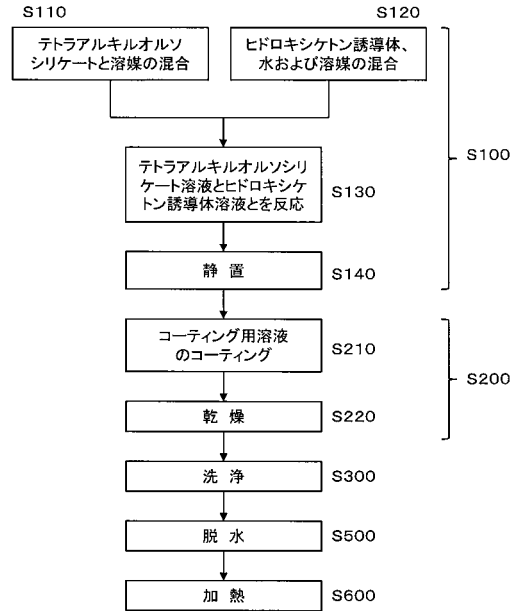 S110
S120
テトラアルキルオルソ
シリケートと溶媒の混合
ヒドロキシケトン誘導体、
水および溶媒の混合
S100
テトラアルキルオルソシリ
ケート溶液とヒドロキシケ
トン誘導体溶液とを反応
S130
静 置
S140
コーティング用溶液
のコーティング
S210
S200
乾 燥
S220
洗 浄
S300
脱 水
S500
加 熱
S600